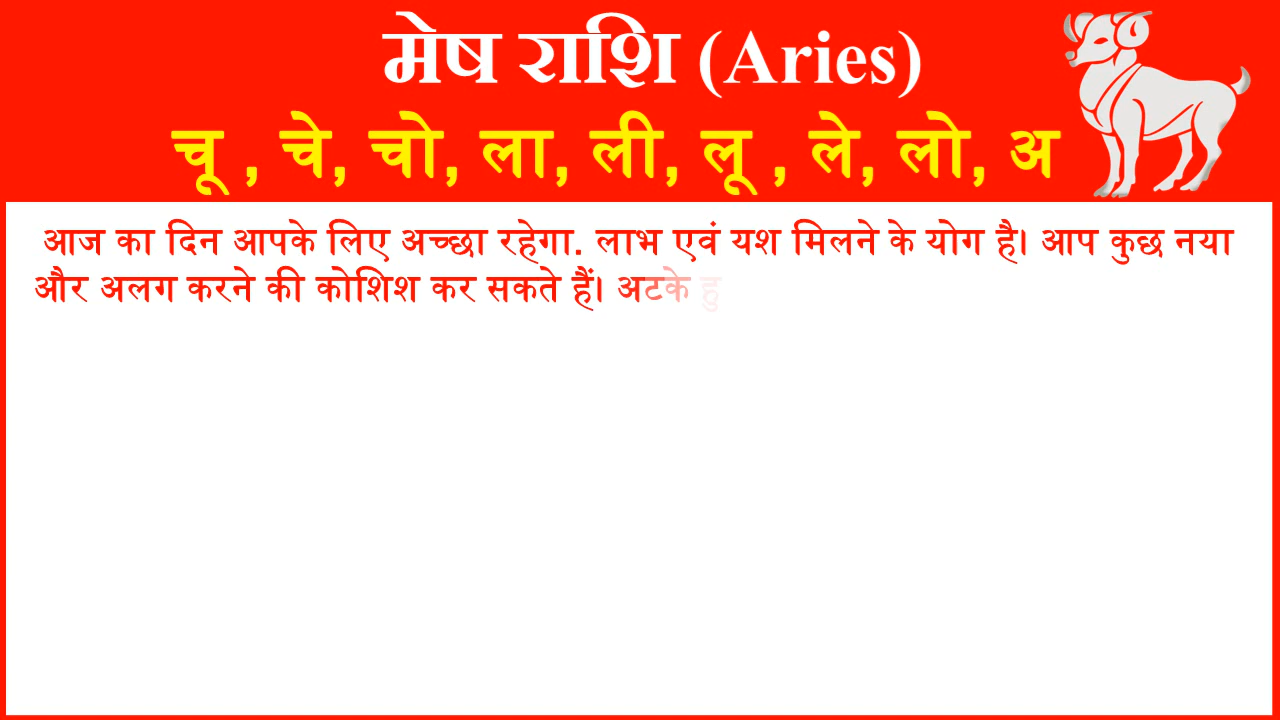 मेष राशि (Aries)
चू , चे, चो, ला, ली, लू , ले, लो, अ
आज का दिन आपके लिए अच्छा रहेगा. लाभ एवं यश मिलने के योग है। आप कुछ नया
और अलग करने की कोशिश कर सकते हैं। अटके